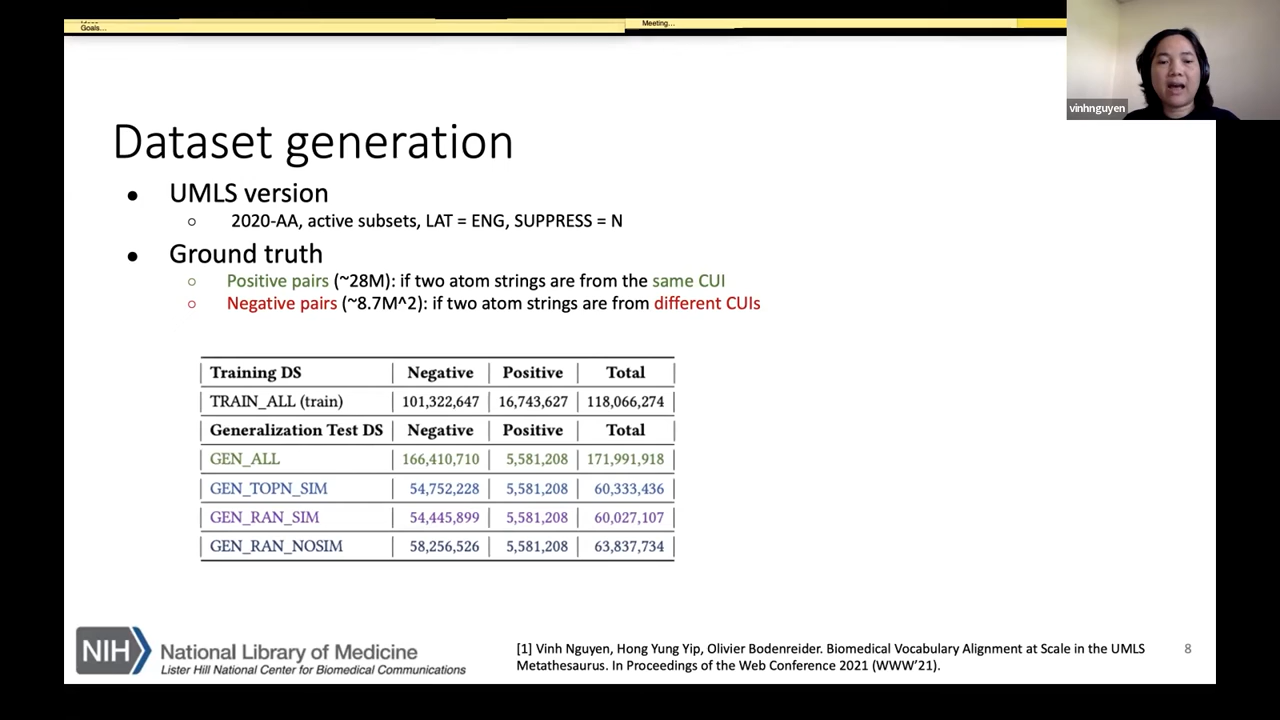 Goals...
Meeting...
vinhnguyen
Dataset generation
● UMLS version
○ 2020-AA, active subsets, LAT = ENG, SUPPRESS = N
● Ground truth
○ Positive pairs (~28M): if two atom strings are from the same CUI
○ Negative pairs (~8.7M^2): if two atom strings are from different CUIs
Training DS Negative Positive Total
TRAIN_ALL (train) 101,322,647 16,743,627 118,066,274
Generalization Test DS Negative Positive Total
GEN_ALL 166,410,710 5,581,208 171,991,918
GEN_TOPN_SIM 54,752,228 5,581,208 60,333,436
GEN_RAN_SIM 54,445,899 5,581,208 60,027,107
GEN_RAN_NOSIM 58,256,526 5,581,208 63,837,734
NIH National Library of Medicine
Lister Hill National Center for Biomedical Communications
[1] Vinh Nguyen, Hong Yung Yip, Olivier Bodenreider. Biomedical Vocabulary Alignment at Scale in the UMLS
Metathesaurus. In Proceedings of the Web Conference 2021 (WWW'21).
8